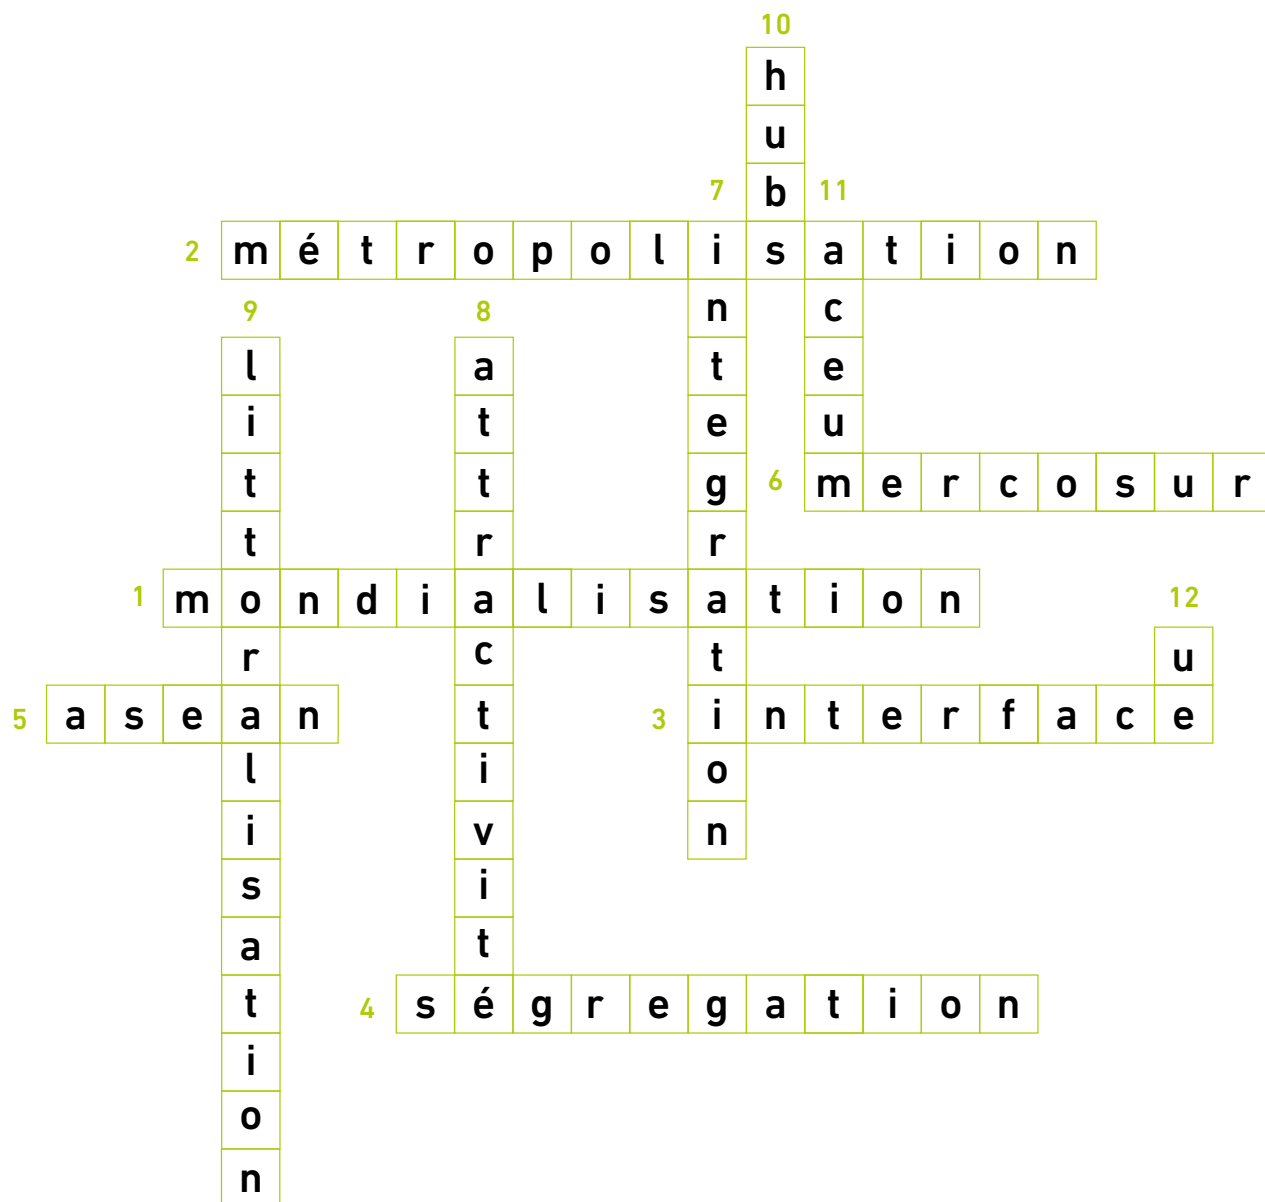 10
h
u
7 b 11
2 métropolisation
9 8 n c
l a t e
i t e u
t t g 6 mercosur
t r r
1 mondialisation 12
r c t u
5 asean t 3 interface
l i o
i v n
s i
a t
t 4 ségregation
i
o
n